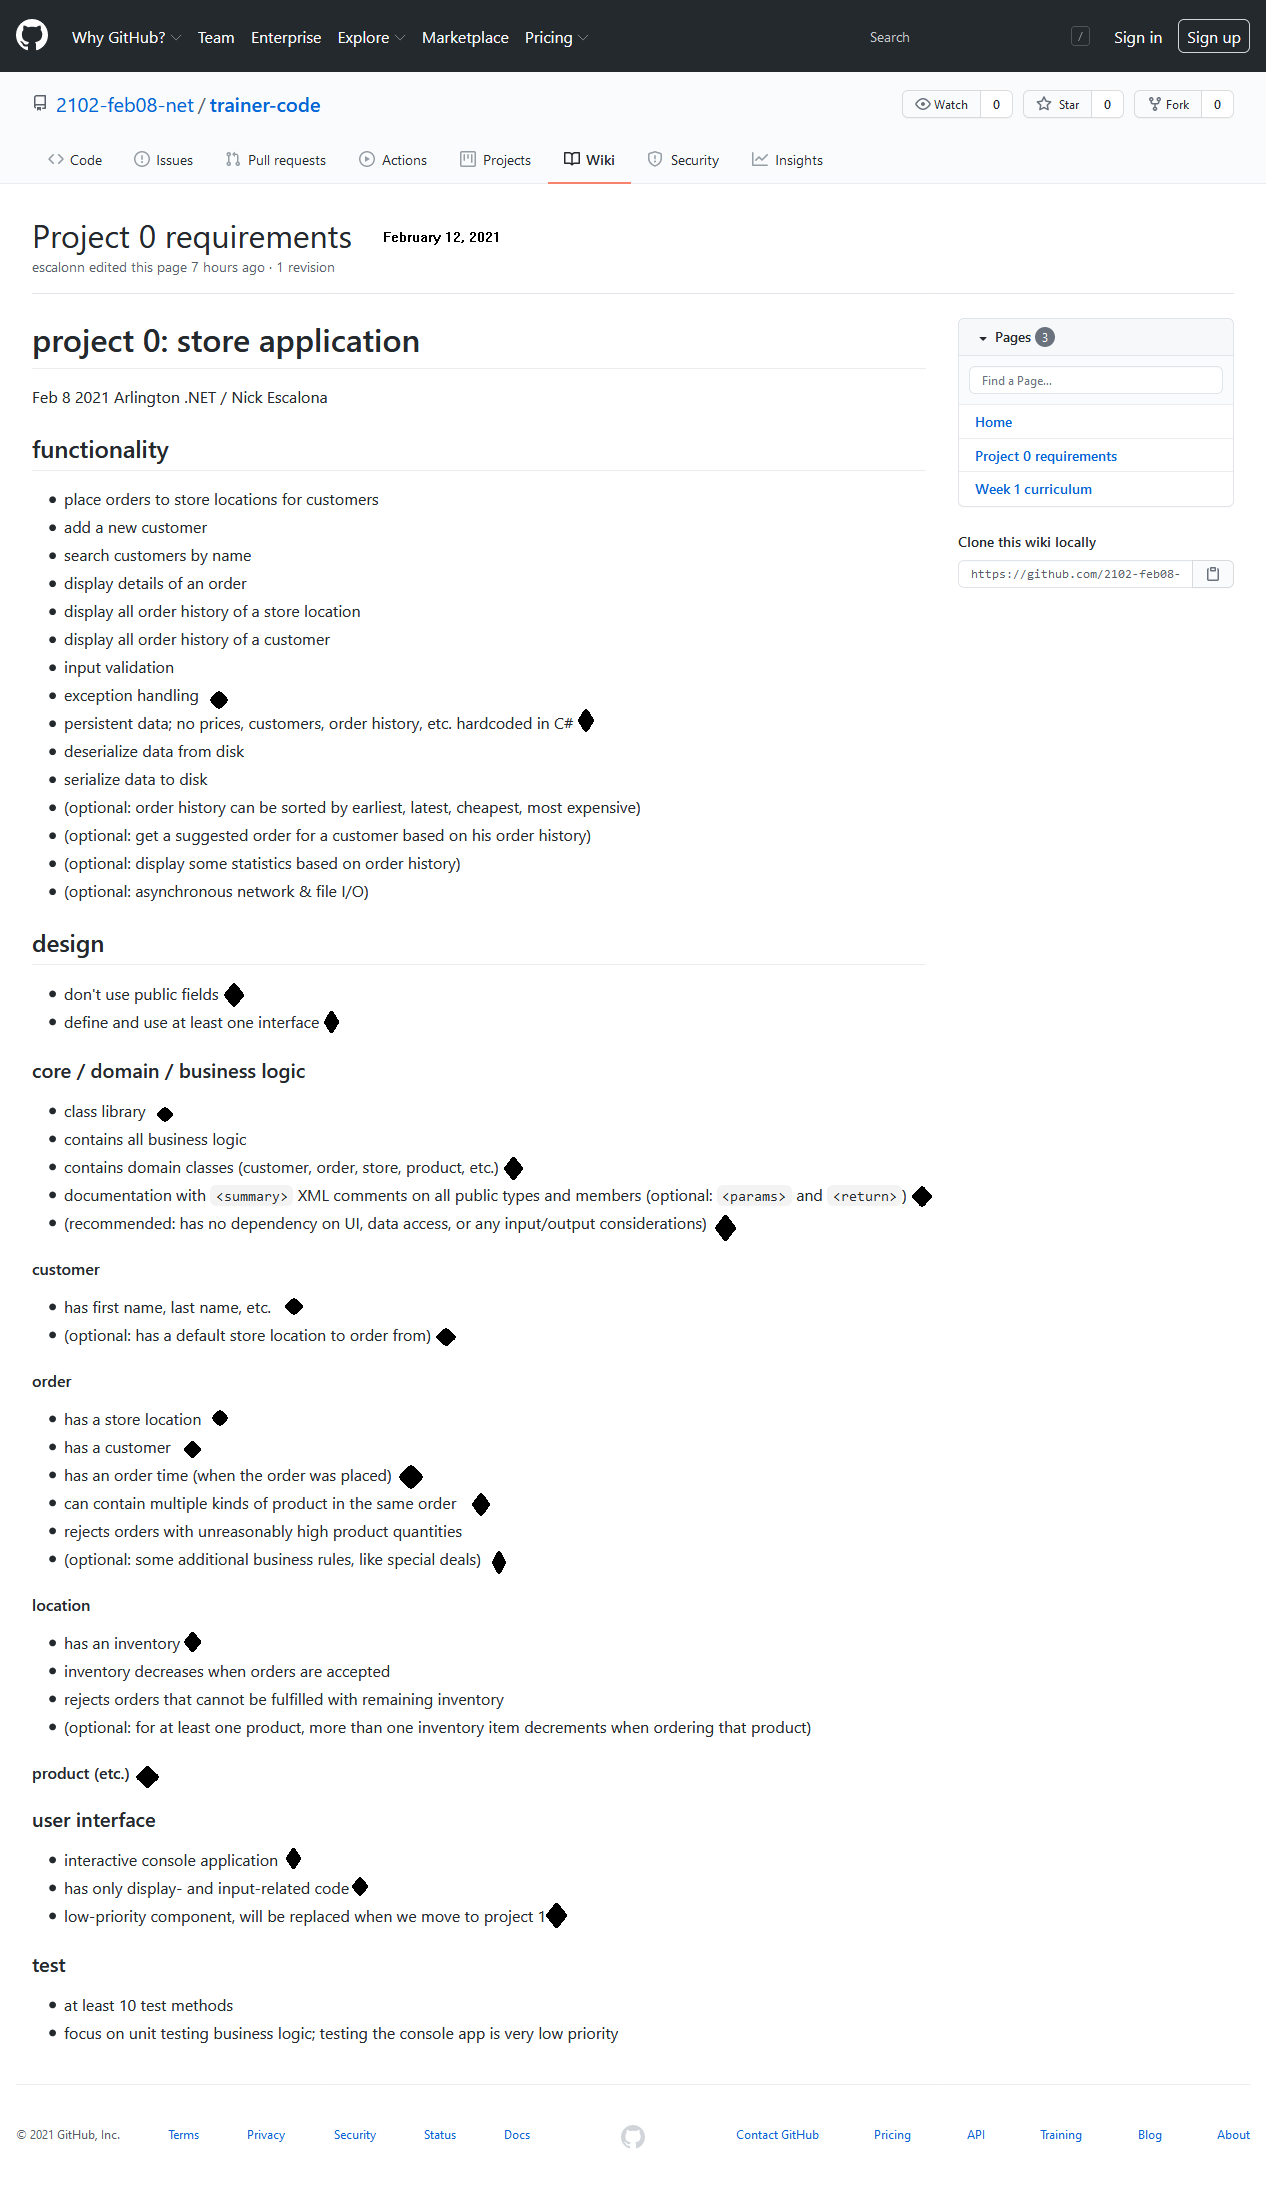 Why GitHub? Team Enterprise Explore Marketplace Pricing Search / Sign in Sign up
2102-feb08-net / trainer-code Watch 0 Star 0 Fork 0
Code Issues Pull requests Actions Projects Wiki Security Insights
Project 0 requirements February 12, 2021
escalonn edited this page 7 hours ago · 1 revision
project 0: store application
Feb 8 2021 Arlington .NET / Nick Escalona
functionality
• place orders to store locations for customers
• add a new customer
• search customers by name
• display details of an order
• display all order history of a store location
• display all order history of a customer
• input validation
• exception handling
• persistent data; no prices, customers, order history, etc. hardcoded in C#
• deserialize data from disk
• serialize data to disk
• (optional: order history can be sorted by earliest, latest, cheapest, most expensive)
• (optional: get a suggested order for a customer based on his order history)
• (optional: display some statistics based on order history)
• (optional: asynchronous network & file I/O)
design
• don't use public fields
• define and use at least one interface
core / domain / business logic
• class library
• contains all business logic
• contains domain classes (customer, order, store, product, etc.)
• documentation with <summary> XML comments on all public types and members (optional: <params> and <return>)
• (recommended: has no dependency on UI, data access, or any input/output considerations)
customer
• has first name, last name, etc.
• (optional: has a default store location to order from)
order
• has a store location
• has a customer
• has an order time (when the order was placed)
• can contain multiple kinds of product in the same order
• rejects orders with unreasonably high product quantities
• (optional: some additional business rules, like special deals)
location
• has an inventory
• inventory decreases when orders are accepted
• rejects orders that cannot be fulfilled with remaining inventory
• (optional: for at least one product, more than one inventory item decrements when ordering that product)
product (etc.)
user interface
• interactive console application
• has only display- and input-related code
• low-priority component, will be replaced when we move to project 1
test
• at least 10 test methods
• focus on unit testing business logic; testing the console app is very low priority
Pages 3
Find a Page...
Home
Project 0 requirements
Week 1 curriculum
Clone this wiki locally
https://github.com/2102-feb08-
© 2021 GitHub, Inc. Terms Privacy Security Status Docs Contact GitHub Pricing API Training Blog About